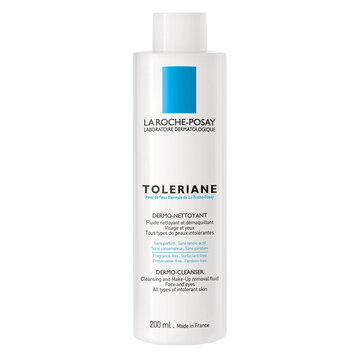 LA ROCHE-POSAY
LABORATOIRE DERMATOLOGIQUE
TOLERIANE
Avec de l'eau thermale de La Roche-Posay
DERMO-NETTOYANT
Fluide nettoyant et démaquillant
Visage et yeux
Tous types de peaux intolérantes
Sans parfum . Sans tensio-actif
Sans conservateur . Sans paraben
Fragrance-free . Surfactant-free
Preservative-free . Paraben-free
DERMO-CLEANSER
Cleansing and Make-Up removal fluid
Face and eyes
All types of intolerant skin
200 ml . Made in France